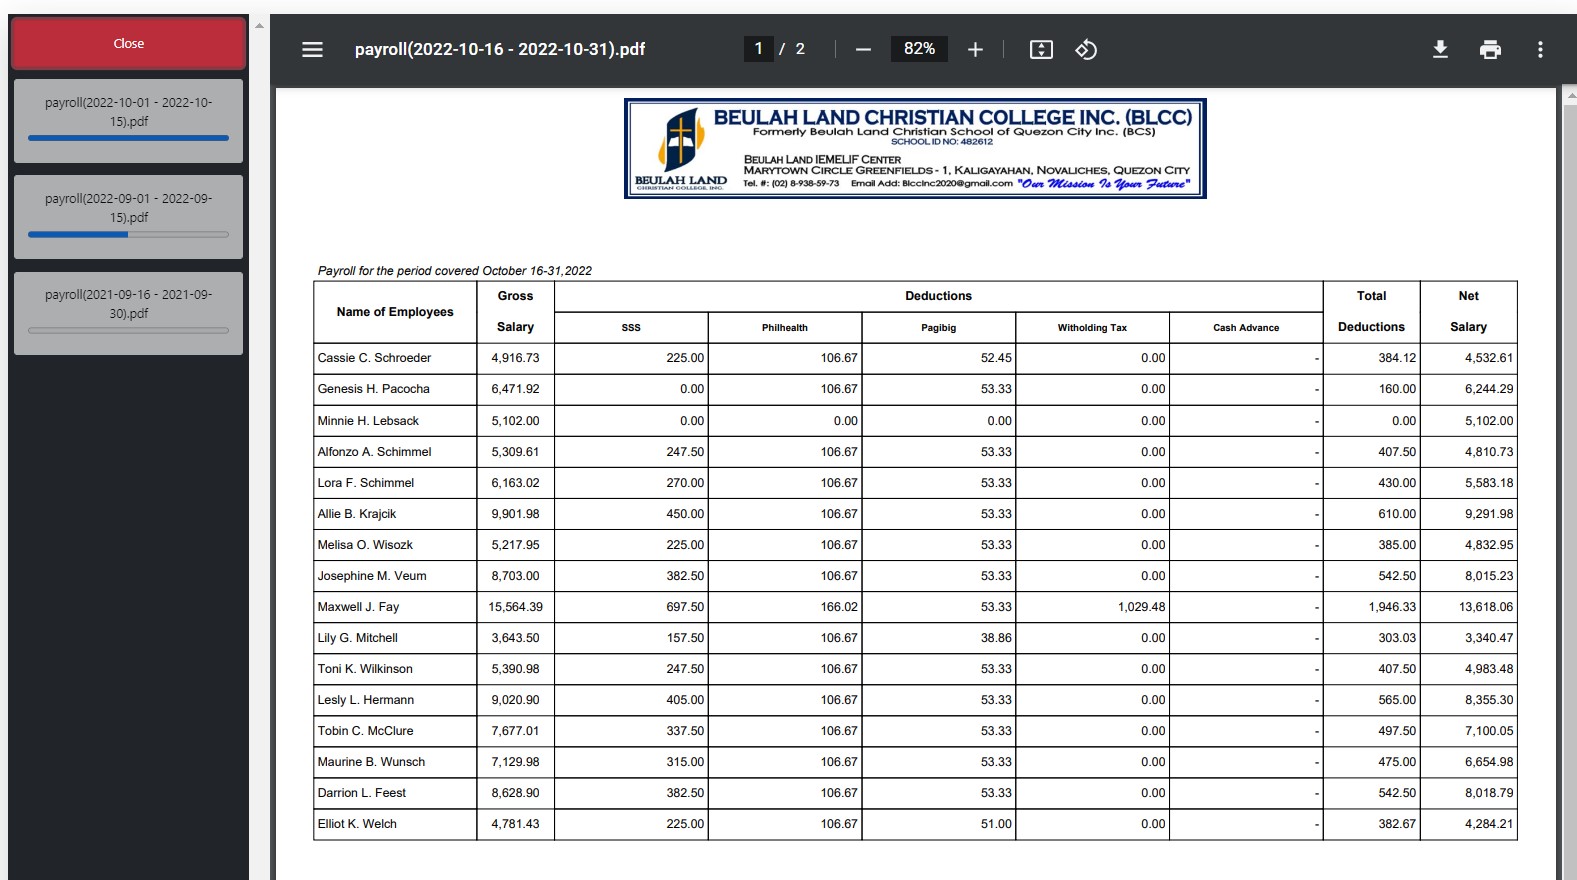 Close
payroll(2022-10-01 - 2022-10-
15).pdf
payroll(2022-09-01 - 2022-09-
15).pdf
payroll(2021-09-16 - 2021-09-
30).pdf
payroll(2022-10-16 - 2022-10-31).pdf 1 / 2 82%
BEULAH LAND CHRISTIAN COLLEGE INC. (BLCC)
Formerly Beulah Land Christian School of Quezon City Inc. (BCS)
SCHOOL ID NO: 482612
BEULAH LAND IEMELIF CENTER
MARYTOWN CIRCLE GREENFIELDS - 1, KALIGAYAHAN, NOVALICHES, QUEZON CITY
Tel. #: (02) 8-938-59-73 Email Add: Blccinc2020@gmail.com "Our Mission Is Your Future"
BEULAH LAND
CHRISTIAN COLLEGE, INC.
Payroll for the period covered October 16-31,2022
Name of Employees Gross Salary Deductions Total Deductions Net Salary
SSS Philhealth Pagibig Witholding Tax Cash Advance
Cassie C. Schroeder 4,916.73 225.00 106.67 52.45 0.00 - 384.12 4,532.61
Genesis H. Pacocha 6,471.92 0.00 106.67 53.33 0.00 - 160.00 6,244.29
Minnie H. Lebsack 5,102.00 0.00 0.00 0.00 0.00 - 0.00 5,102.00
Alfonzo A. Schimmel 5,309.61 247.50 106.67 53.33 0.00 - 407.50 4,810.73
Lora F. Schimmel 6,163.02 270.00 106.67 53.33 0.00 - 430.00 5,583.18
Allie B. Krajcik 9,901.98 450.00 106.67 53.33 0.00 - 610.00 9,291.98
Melisa O. Wisozk 5,217.95 225.00 106.67 53.33 0.00 - 385.00 4,832.95
Josephine M. Veum 8,703.00 382.50 106.67 53.33 0.00 - 542.50 8,015.23
Maxwell J. Fay 15,564.39 697.50 166.02 53.33 1,029.48 - 1,946.33 13,618.06
Lily G. Mitchell 3,643.50 157.50 106.67 38.86 0.00 - 303.03 3,340.47
Toni K. Wilkinson 5,390.98 247.50 106.67 53.33 0.00 - 407.50 4,983.48
Lesly L. Hermann 9,020.90 405.00 106.67 53.33 0.00 - 565.00 8,355.30
Tobin C. McClure 7,677.01 337.50 106.67 53.33 0.00 - 497.50 7,100.05
Maurine B. Wunsch 7,129.98 315.00 106.67 53.33 0.00 - 475.00 6,654.98
Darrion L. Feest 8,628.90 382.50 106.67 53.33 0.00 - 542.50 8,018.79
Elliot K. Welch 4,781.43 225.00 106.67 51.00 0.00 - 382.67 4,284.21